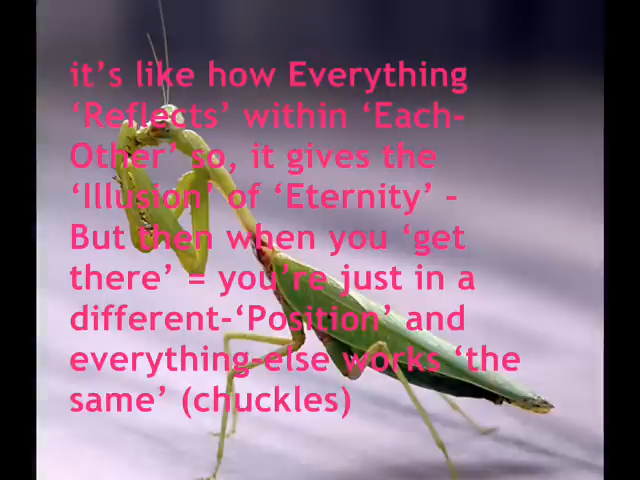 it's like how Everything
‘Reflects’ within ‘Each-
Other’ so, it gives the
‘Illusion’ of ‘Eternity’ –
But then when you ‘get
there’ = you're just in a
different-‘Position’ and
everything-else works ‘the
same’ (chuckles)